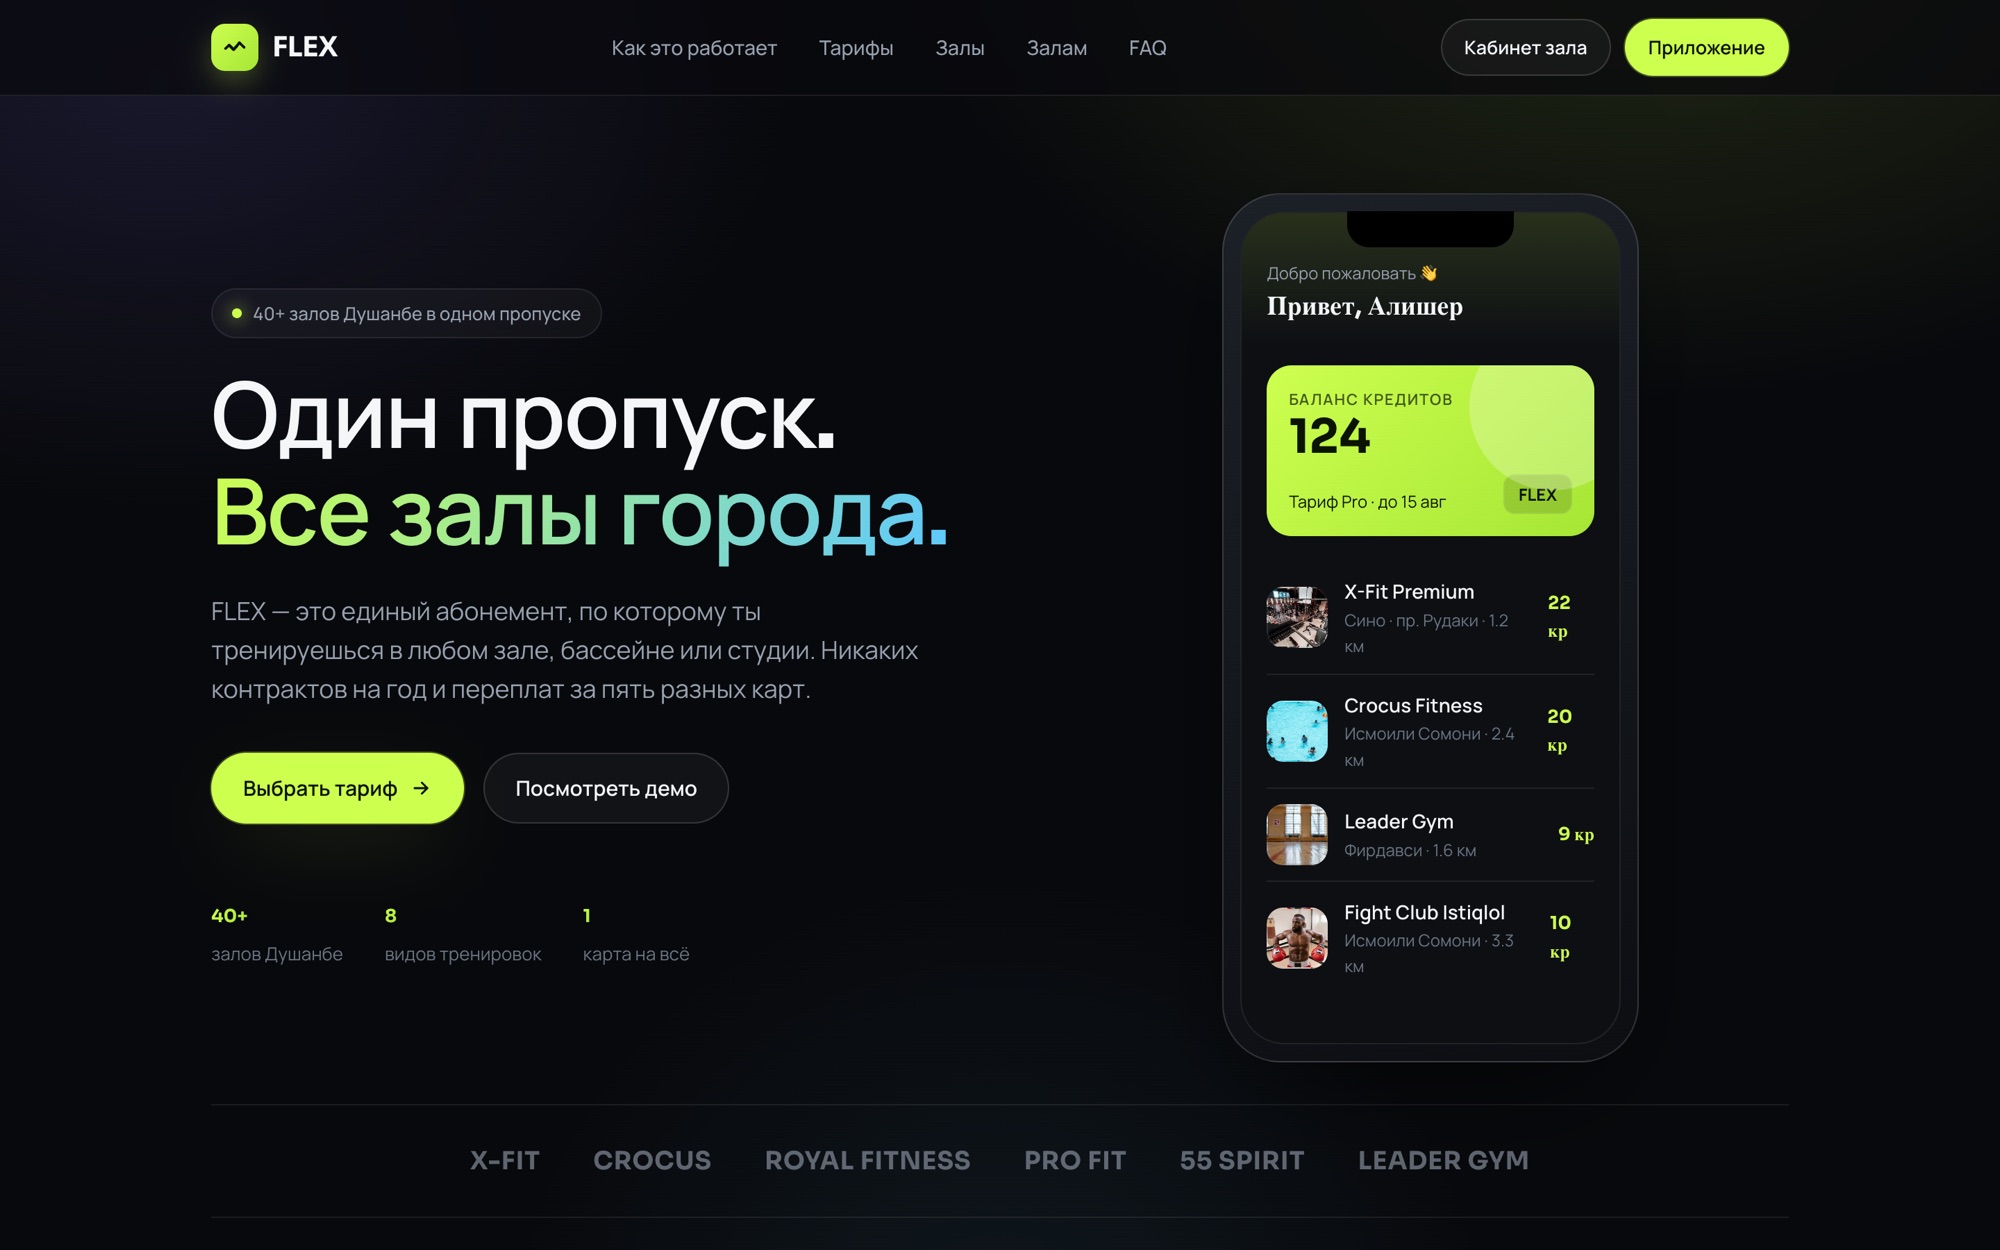 FLEX
Как это работает
Тарифы
Залы
Залам
FAQ
Кабинет зала
Приложение
40+ залов Душанбе в одном пропуске
Один пропуск.
Все залы города.
FLEX — это единый абонемент, по которому ты
тренируешься в любом зале, бассейне или студии. Никаких
контрактов на год и переплат за пять разных карт.
Выбрать тариф →
Посмотреть демо
40+
залов Душанбе
8
видов тренировок
1
карта на всё
Добро пожаловать 👋
Привет, Алишер
БАЛАНС КРЕДИТОВ
124
Тариф Pro · до 15 авг
FLEX
X-Fit Premium
Сино · пр. Рудаки · 1.2
км
22
кр
Crocus Fitness
Исмоили Сомони · 2.4
км
20
кр
Leader Gym
Фирдавси · 1.6 км
9 кр
Fight Club Istiqlol
Исмоили Сомони · 3.3
км
10
кр
X-FIT
CROCUS
ROYAL FITNESS
PRO FIT
55 SPIRIT
LEADER GYM